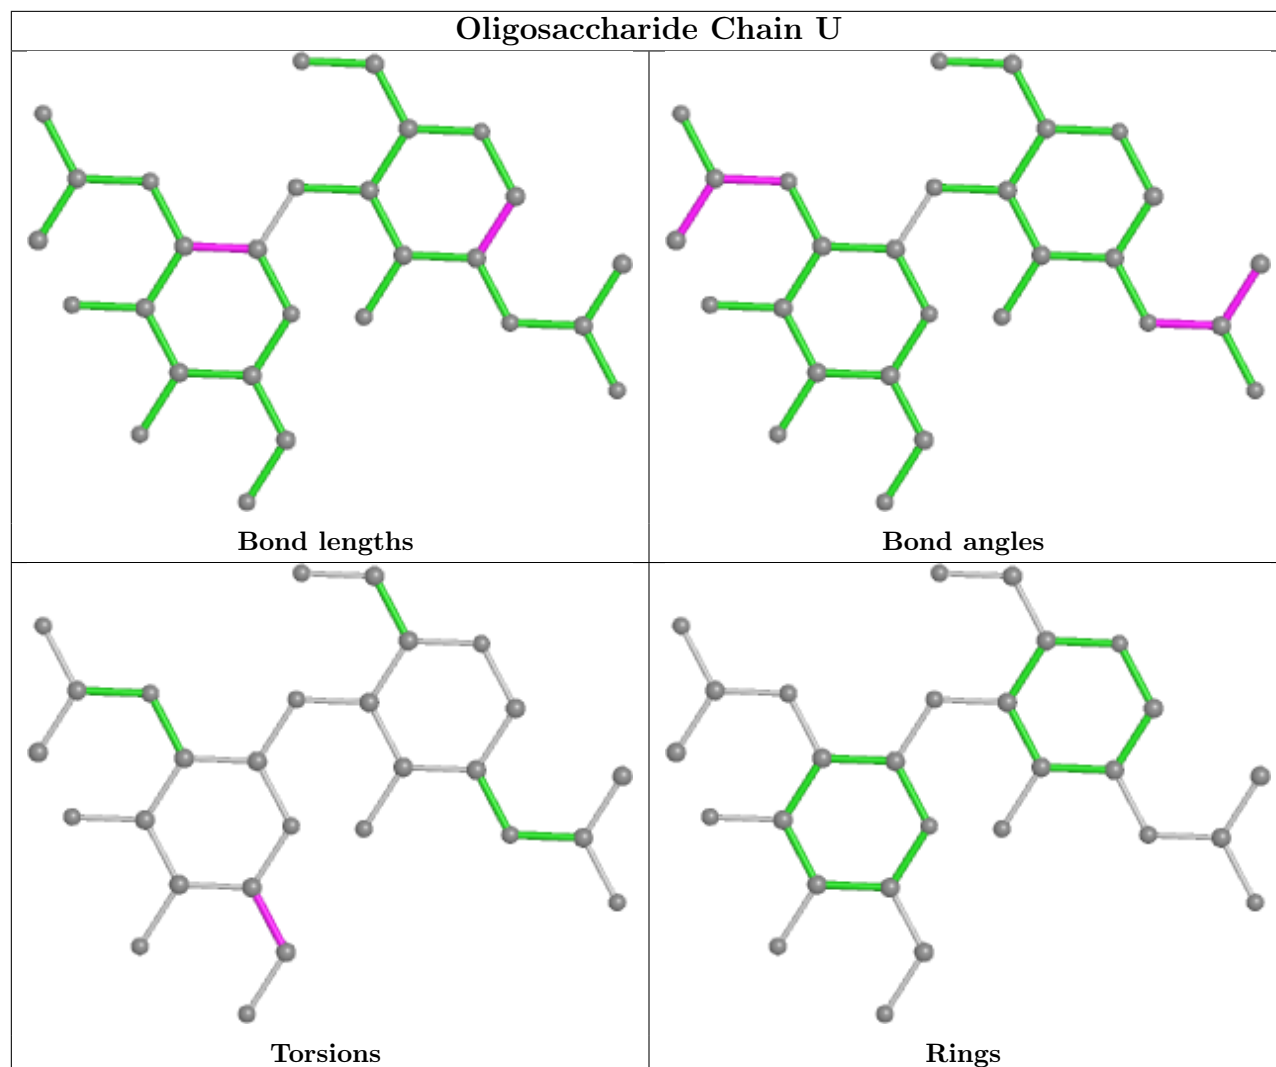 Oligosaccharide Chain U
Bond lengths
Bond angles
Torsions
Rings